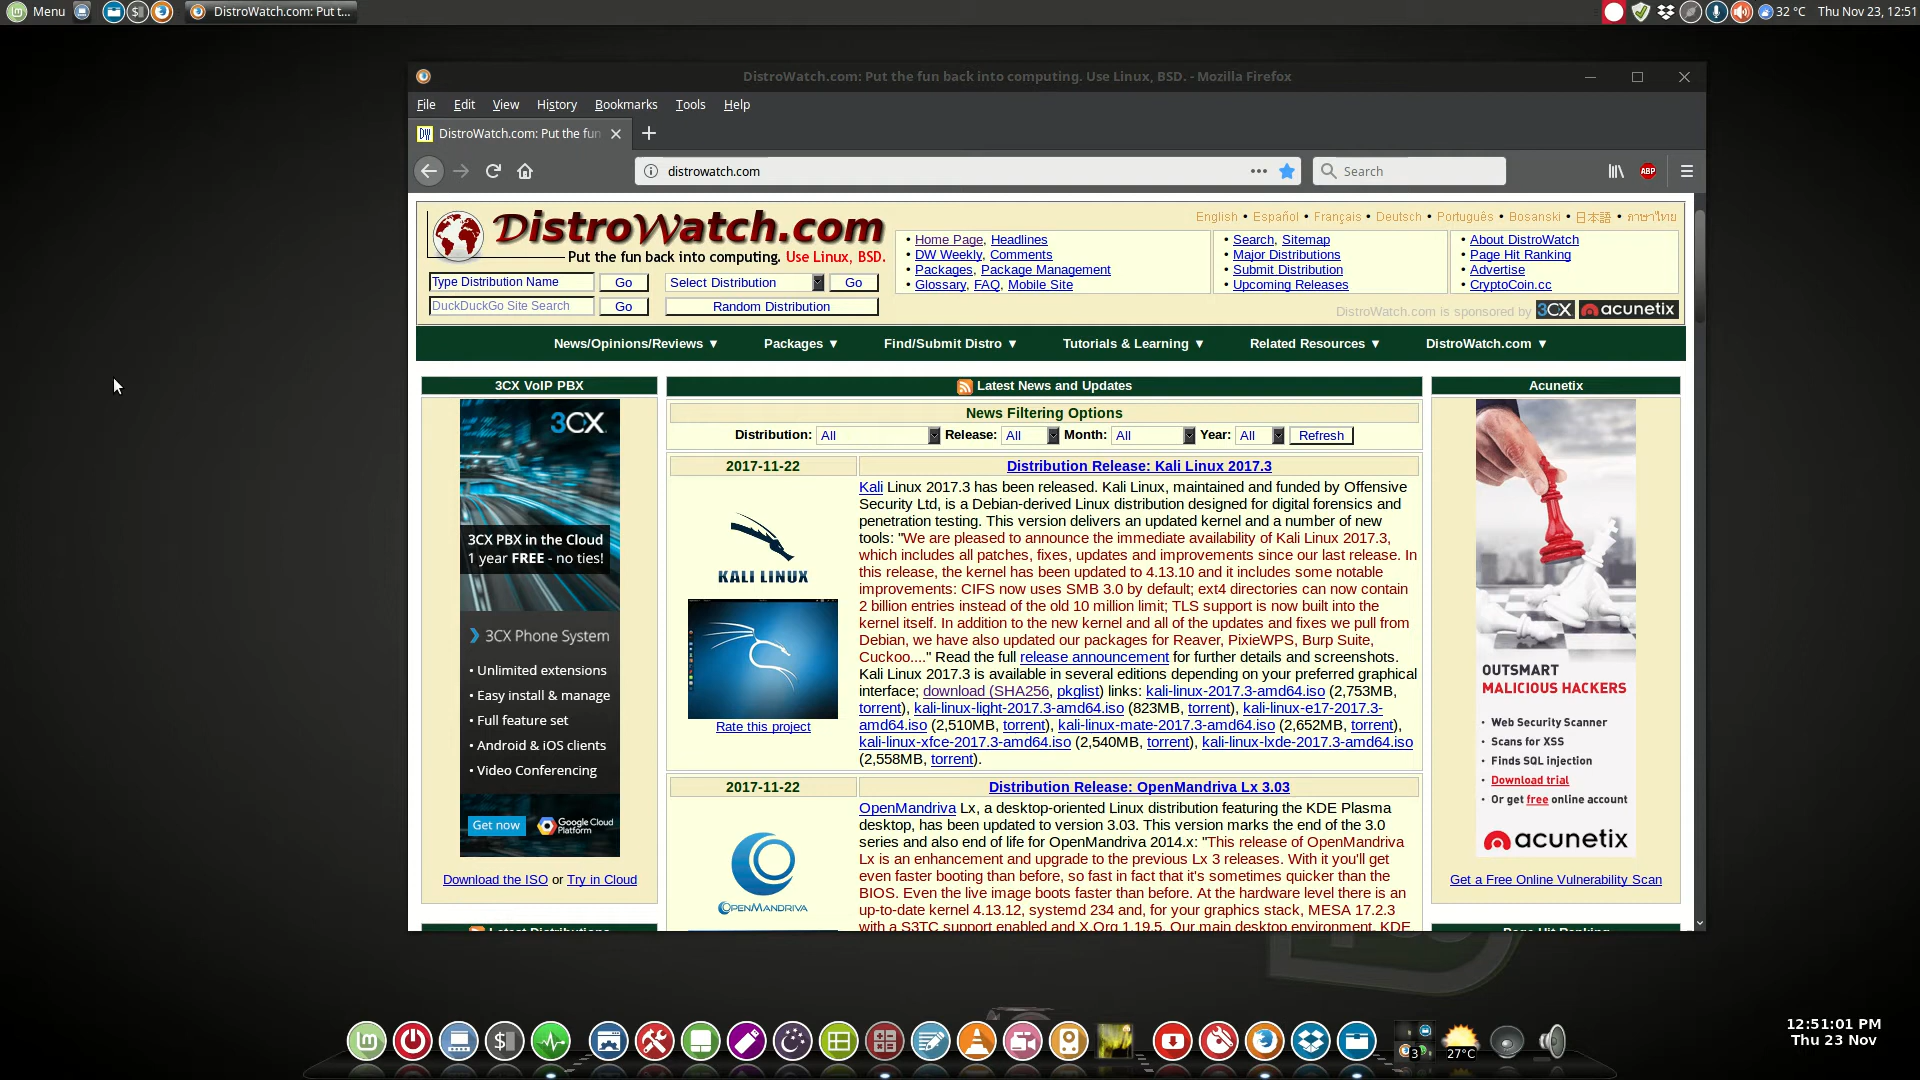 Menu
DistroWatch.com: Put t...
32 °C Thu Nov 23, 12:51
DistroWatch.com: Put the fun back into computing. Use Linux, BSD. - Mozilla Firefox
File Edit View History Bookmarks Tools Help
DistroWatch.com: Put the fun
distrowatch.com
Search
ABP
DistroWatch.com
Put the fun back into computing. Use Linux, BSD.
English • Español • Français • Deutsch • Português • Bosanski • 日本語 • ภาษาไทย
Type Distribution Name Go Select Distribution Go
DuckDuckGo Site Search Go Random Distribution
• Home Page, Headlines
• DW Weekly, Comments
• Packages, Package Management
• Glossary, FAQ, Mobile Site
• Search, Sitemap
• Major Distributions
• Submit Distribution
• Upcoming Releases
• About DistroWatch
• Page Hit Ranking
• Advertise
• CryptoCoin.cc
DistroWatch.com is sponsored by 3CX acunetix
News/Opinions/Reviews ▼ Packages ▼ Find/Submit Distro ▼ Tutorials & Learning ▼ Related Resources ▼ DistroWatch.com ▼
3CX VoIP PBX
3CX
3CX PBX in the Cloud
1 year FREE - no ties!
3CX Phone System
• Unlimited extensions
• Easy install & manage
• Full feature set
• Android & iOS clients
• Video Conferencing
Get now Google Cloud Platform
Download the ISO or Try in Cloud
Latest Distributions
Latest News and Updates
News Filtering Options
Distribution: All Release: All Month: All Year: All Refresh
2017-11-22 Distribution Release: Kali Linux 2017.3
KALI LINUX
Rate this project
Kali Linux 2017.3 has been released. Kali Linux, maintained and funded by Offensive
Security Ltd, is a Debian-derived Linux distribution designed for digital forensics and
penetration testing. This version delivers an updated kernel and a number of new
tools: "We are pleased to announce the immediate availability of Kali Linux 2017.3,
which includes all patches, fixes, updates and improvements since our last release. In
this release, the kernel has been updated to 4.13.10 and it includes some notable
improvements: CIFS now uses SMB 3.0 by default; ext4 directories can now contain
2 billion entries instead of the old 10 million limit; TLS support is now built into the
kernel itself. In addition to the new kernel and all of the updates and fixes we pull from
Debian, we have also updated our packages for Reaver, PixieWPS, Burp Suite,
Cuckoo...." Read the full release announcement for further details and screenshots.
Kali Linux 2017.3 is available in several editions depending on your preferred graphical
interface; download (SHA256, pkglist) links: kali-linux-2017.3-amd64.iso (2,753MB,
torrent), kali-linux-light-2017.3-amd64.iso (823MB, torrent), kali-linux-e17-2017.3-
amd64.iso (2,510MB, torrent), kali-linux-mate-2017.3-amd64.iso (2,652MB, torrent),
kali-linux-xfce-2017.3-amd64.iso (2,540MB, torrent), kali-linux-lxde-2017.3-amd64.iso
(2,558MB, torrent).
2017-11-22 Distribution Release: OpenMandriva Lx 3.03
OPENMANDRIVA
OpenMandriva Lx, a desktop-oriented Linux distribution featuring the KDE Plasma
desktop, has been updated to version 3.03. This version marks the end of the 3.0
series and also end of life for OpenMandriva 2014.x: "This release of OpenMandriva
Lx is an enhancement and upgrade to the previous Lx 3 releases. With it you'll get
even faster booting than before, so fast in fact that it's sometimes quicker than the
BIOS. Even the live image boots faster than before. At the hardware level there is an
up-to-date kernel 4.13.12, systemd 234 and, for your graphics stack, MESA 17.2.3
with a S3TC support enabled and X.Org 1.19.5. Our main desktop environment, KDE
Acunetix
OUTSMART
MALICIOUS HACKERS
• Web Security Scanner
• Scans for XSS
• Finds SQL injection
• Download trial
• Or get free online account
acunetix
Get a Free Online Vulnerability Scan
Page Hit Ranking
3
27°C
12:51:01 PM
Thu 23 Nov